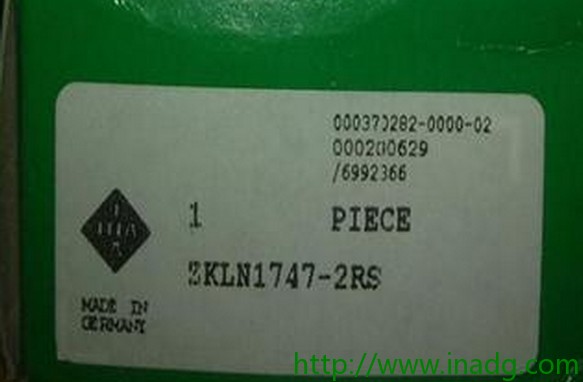 000370282-0000-02
000200629
/6992366
1 PIECE
ZKLN1747-2RS
MADE IN
GERMANY
http://www.inadg.com